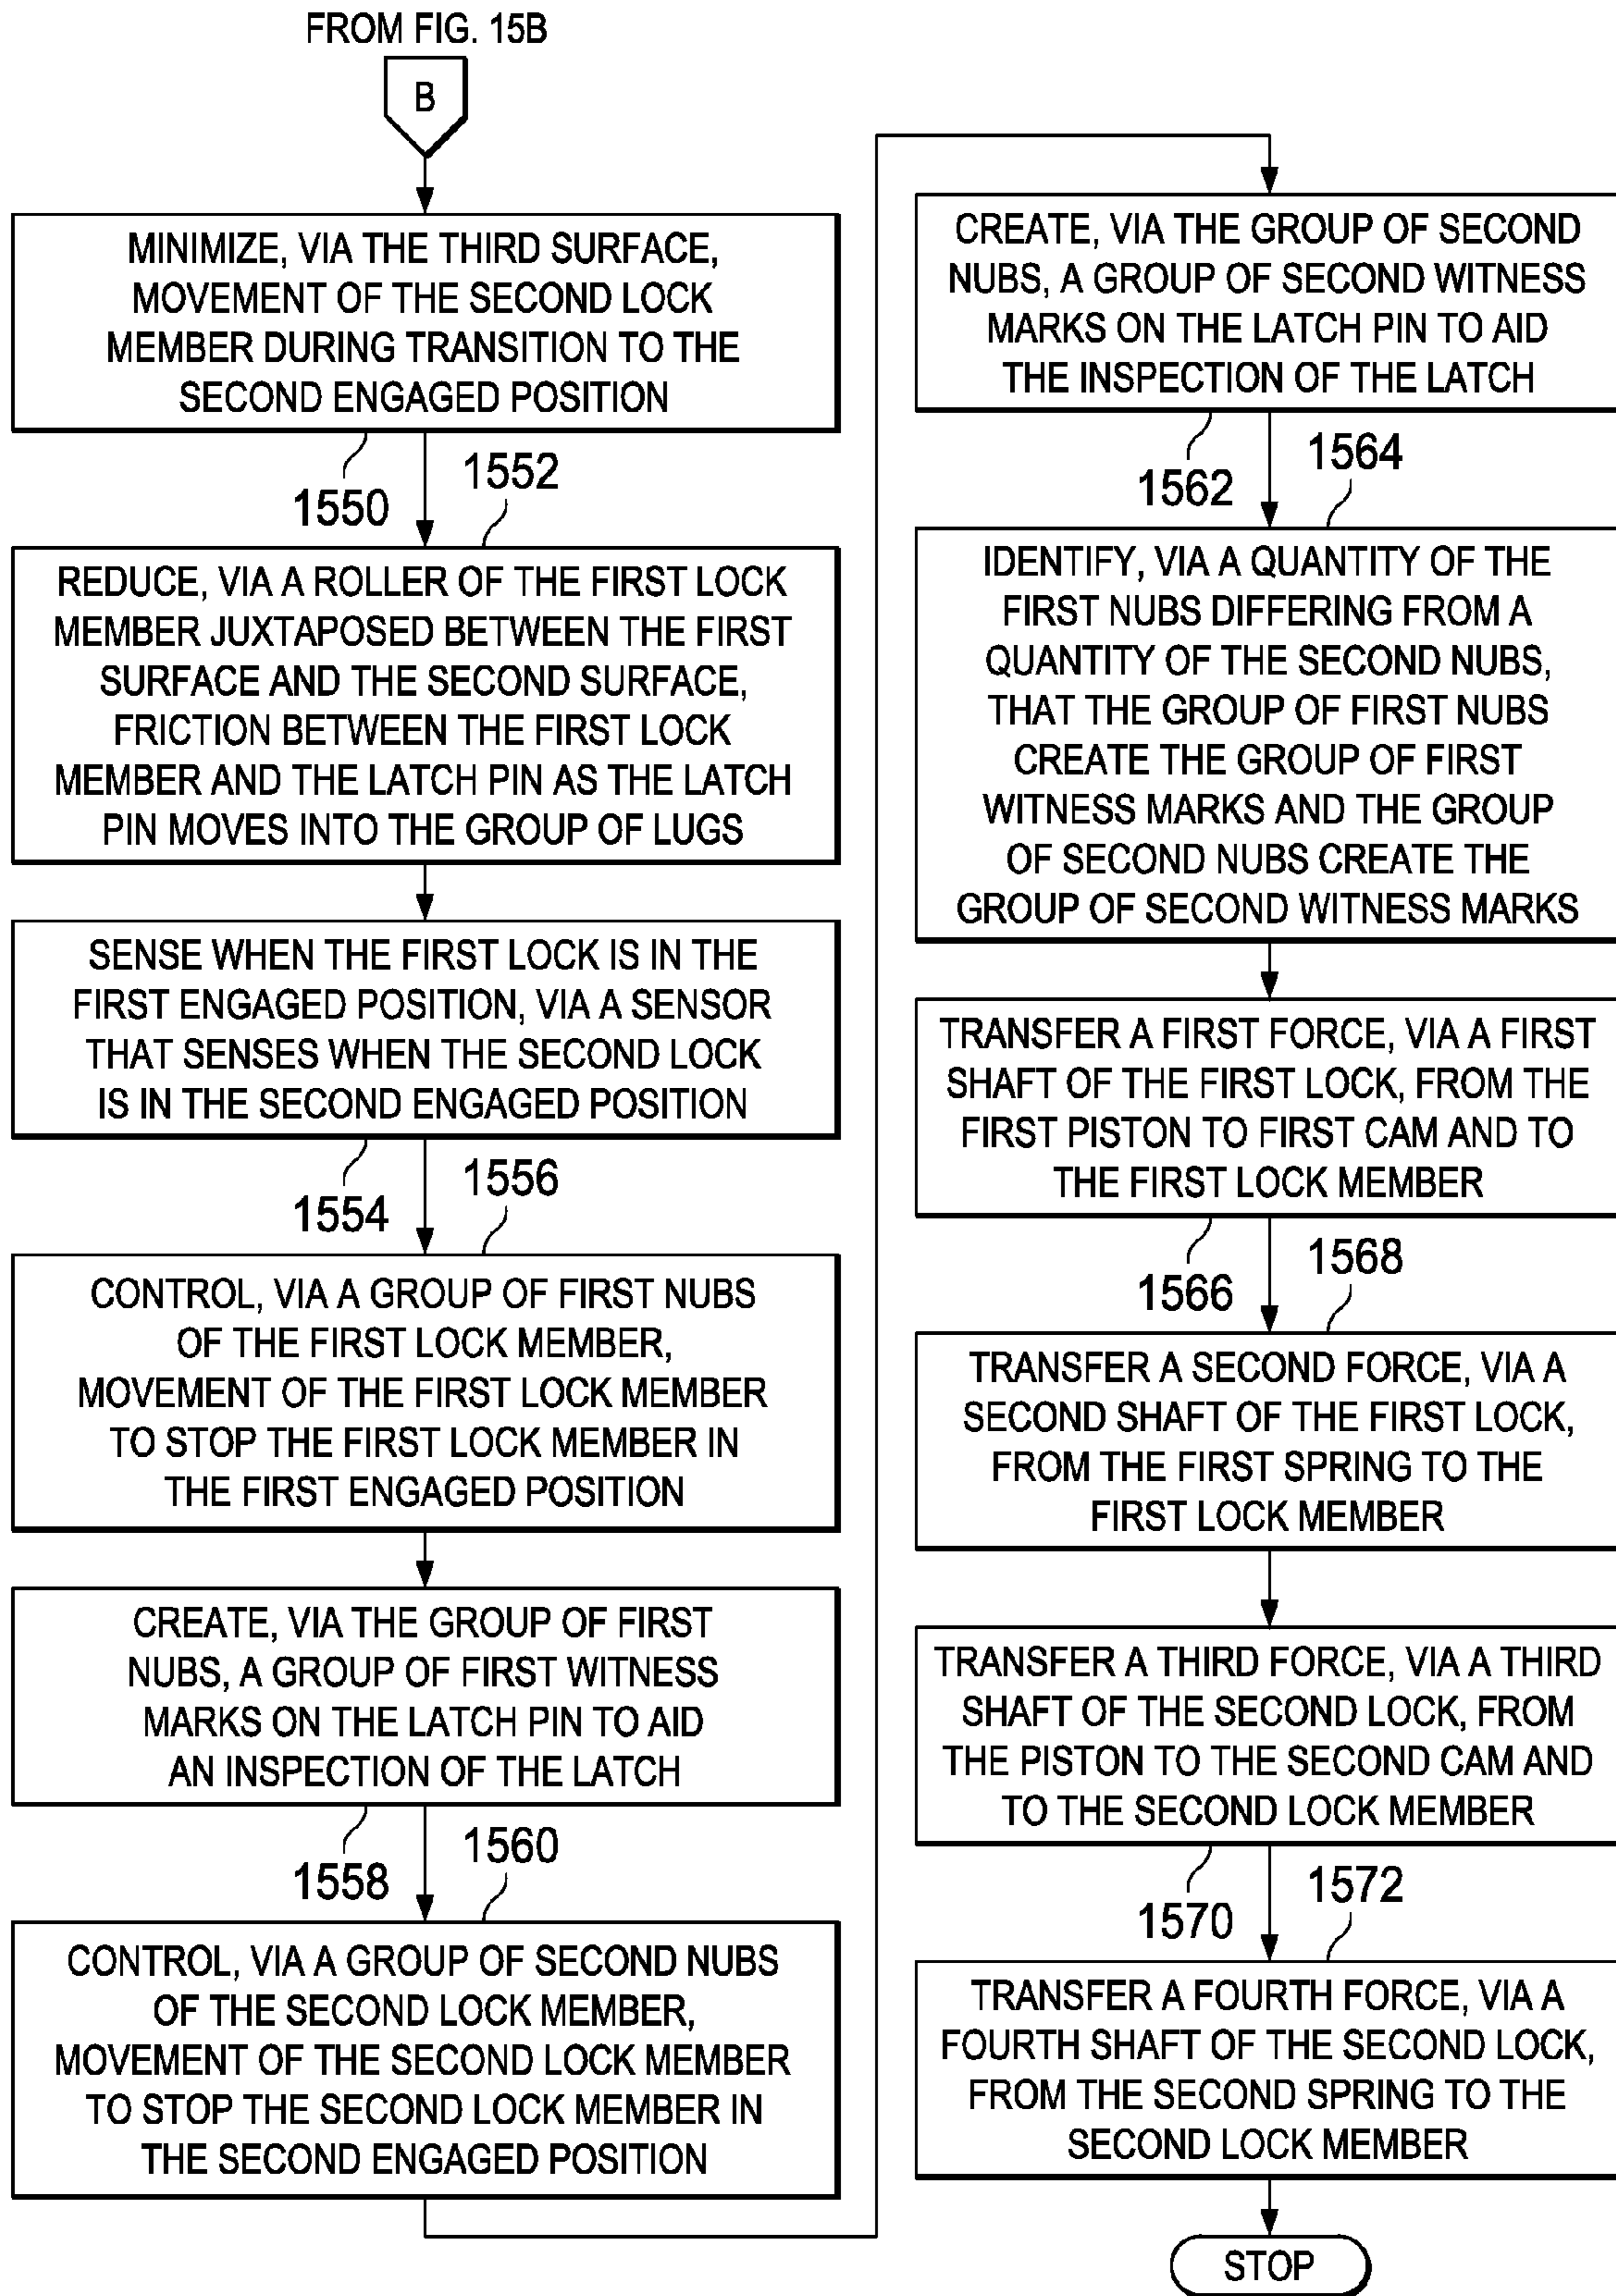 FROM FIG. 15B
B
MINIMIZE, VIA THE THIRD SURFACE,
MOVEMENT OF THE SECOND LOCK
MEMBER DURING TRANSITION TO THE
SECOND ENGAGED POSITION
1550
1552
REDUCE, VIA A ROLLER OF THE FIRST LOCK
MEMBER JUXTAPOSED BETWEEN THE FIRST
SURFACE AND THE SECOND SURFACE,
FRICTION BETWEEN THE FIRST LOCK
MEMBER AND THE LATCH PIN AS THE LATCH
PIN MOVES INTO THE GROUP OF LUGS
SENSE WHEN THE FIRST LOCK IS IN THE
FIRST ENGAGED POSITION, VIA A SENSOR
THAT SENSES WHEN THE SECOND LOCK
IS IN THE SECOND ENGAGED POSITION
1554
1556
CONTROL, VIA A GROUP OF FIRST NUBS
OF THE FIRST LOCK MEMBER,
MOVEMENT OF THE FIRST LOCK MEMBER
TO STOP THE FIRST LOCK MEMBER IN
THE FIRST ENGAGED POSITION
CREATE, VIA THE GROUP OF FIRST
NUBS, A GROUP OF FIRST WITNESS
MARKS ON THE LATCH PIN TO AID
AN INSPECTION OF THE LATCH
1558
1560
CONTROL, VIA A GROUP OF SECOND NUBS
OF THE SECOND LOCK MEMBER,
MOVEMENT OF THE SECOND LOCK MEMBER
TO STOP THE SECOND LOCK MEMBER IN
THE SECOND ENGAGED POSITION
CREATE, VIA THE GROUP OF SECOND
NUBS, A GROUP OF SECOND WITNESS
MARKS ON THE LATCH PIN TO AID
THE INSPECTION OF THE LATCH
1562
1564
IDENTIFY, VIA A QUANTITY OF THE
FIRST NUBS DIFFERING FROM A
QUANTITY OF THE SECOND NUBS,
THAT THE GROUP OF FIRST NUBS
CREATE THE GROUP OF FIRST
WITNESS MARKS AND THE GROUP
OF SECOND NUBS CREATE THE
GROUP OF SECOND WITNESS MARKS
TRANSFER A FIRST FORCE, VIA A FIRST
SHAFT OF THE FIRST LOCK, FROM THE
FIRST PISTON TO FIRST CAM AND TO
THE FIRST LOCK MEMBER
1566
1568
TRANSFER A SECOND FORCE, VIA A
SECOND SHAFT OF THE FIRST LOCK,
FROM THE FIRST SPRING TO THE
FIRST LOCK MEMBER
TRANSFER A THIRD FORCE, VIA A THIRD
SHAFT OF THE SECOND LOCK, FROM
THE PISTON TO THE SECOND CAM AND
TO THE SECOND LOCK MEMBER
1570
1572
TRANSFER A FOURTH FORCE, VIA A
FOURTH SHAFT OF THE SECOND LOCK,
FROM THE SECOND SPRING TO THE
SECOND LOCK MEMBER
STOP